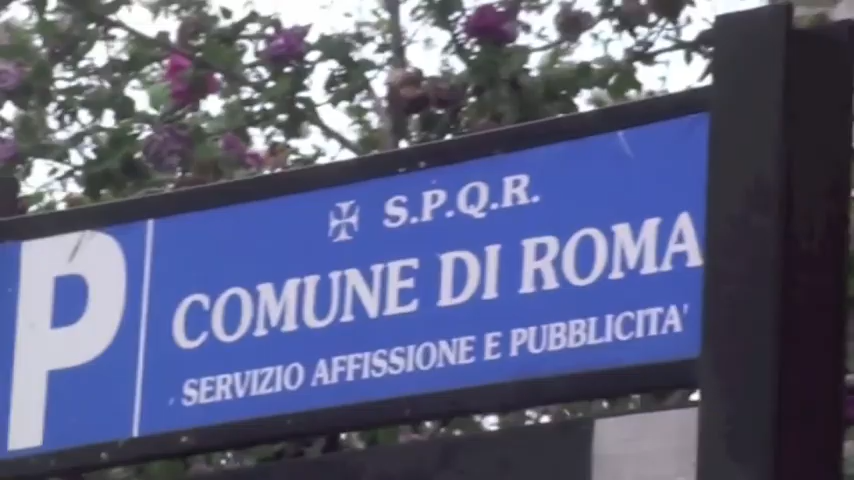 P
S.P.Q.R.
COMUNE DI ROMA
SERVIZIO AFFISSIONE E PUBBLICITA'